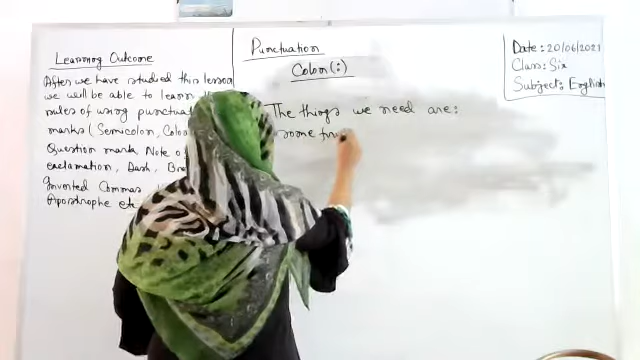 Learning Outcome
After we have studied this lesson
we will be able to learn the
rules of using punctuation
marks (Semicolon, Colon
Question mark, Note of
exclamation, Dash,
Inverted Commas
Apostrophe etc
Punctuation
Colon (:)
The things we need are:
some
Date: 20/06/2021
Class: Six
Subject: English